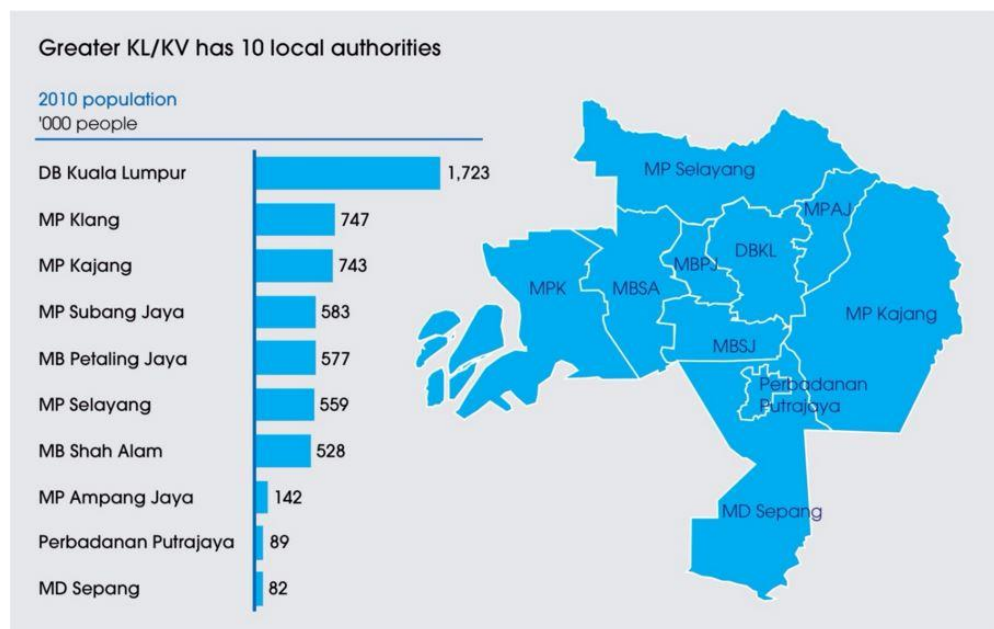 Greater KL/KV has 10 local authorities
2010 population
'000 people
DB Kuala Lumpur 1,723
MP Klang 747
MP Kajang 743
MP Subang Jaya 583
MB Petaling Jaya 577
MP Selayang 559
MB Shah Alam 528
MP Ampang Jaya 142
Perbadanan Putrajaya 89
MD Sepang 82
MP Selayang
MPAJ
DBKL
MBPJ
MPK
MBSA
MP Kajang
MBSJ
Perbadanan
Putrajaya
MD Sepang